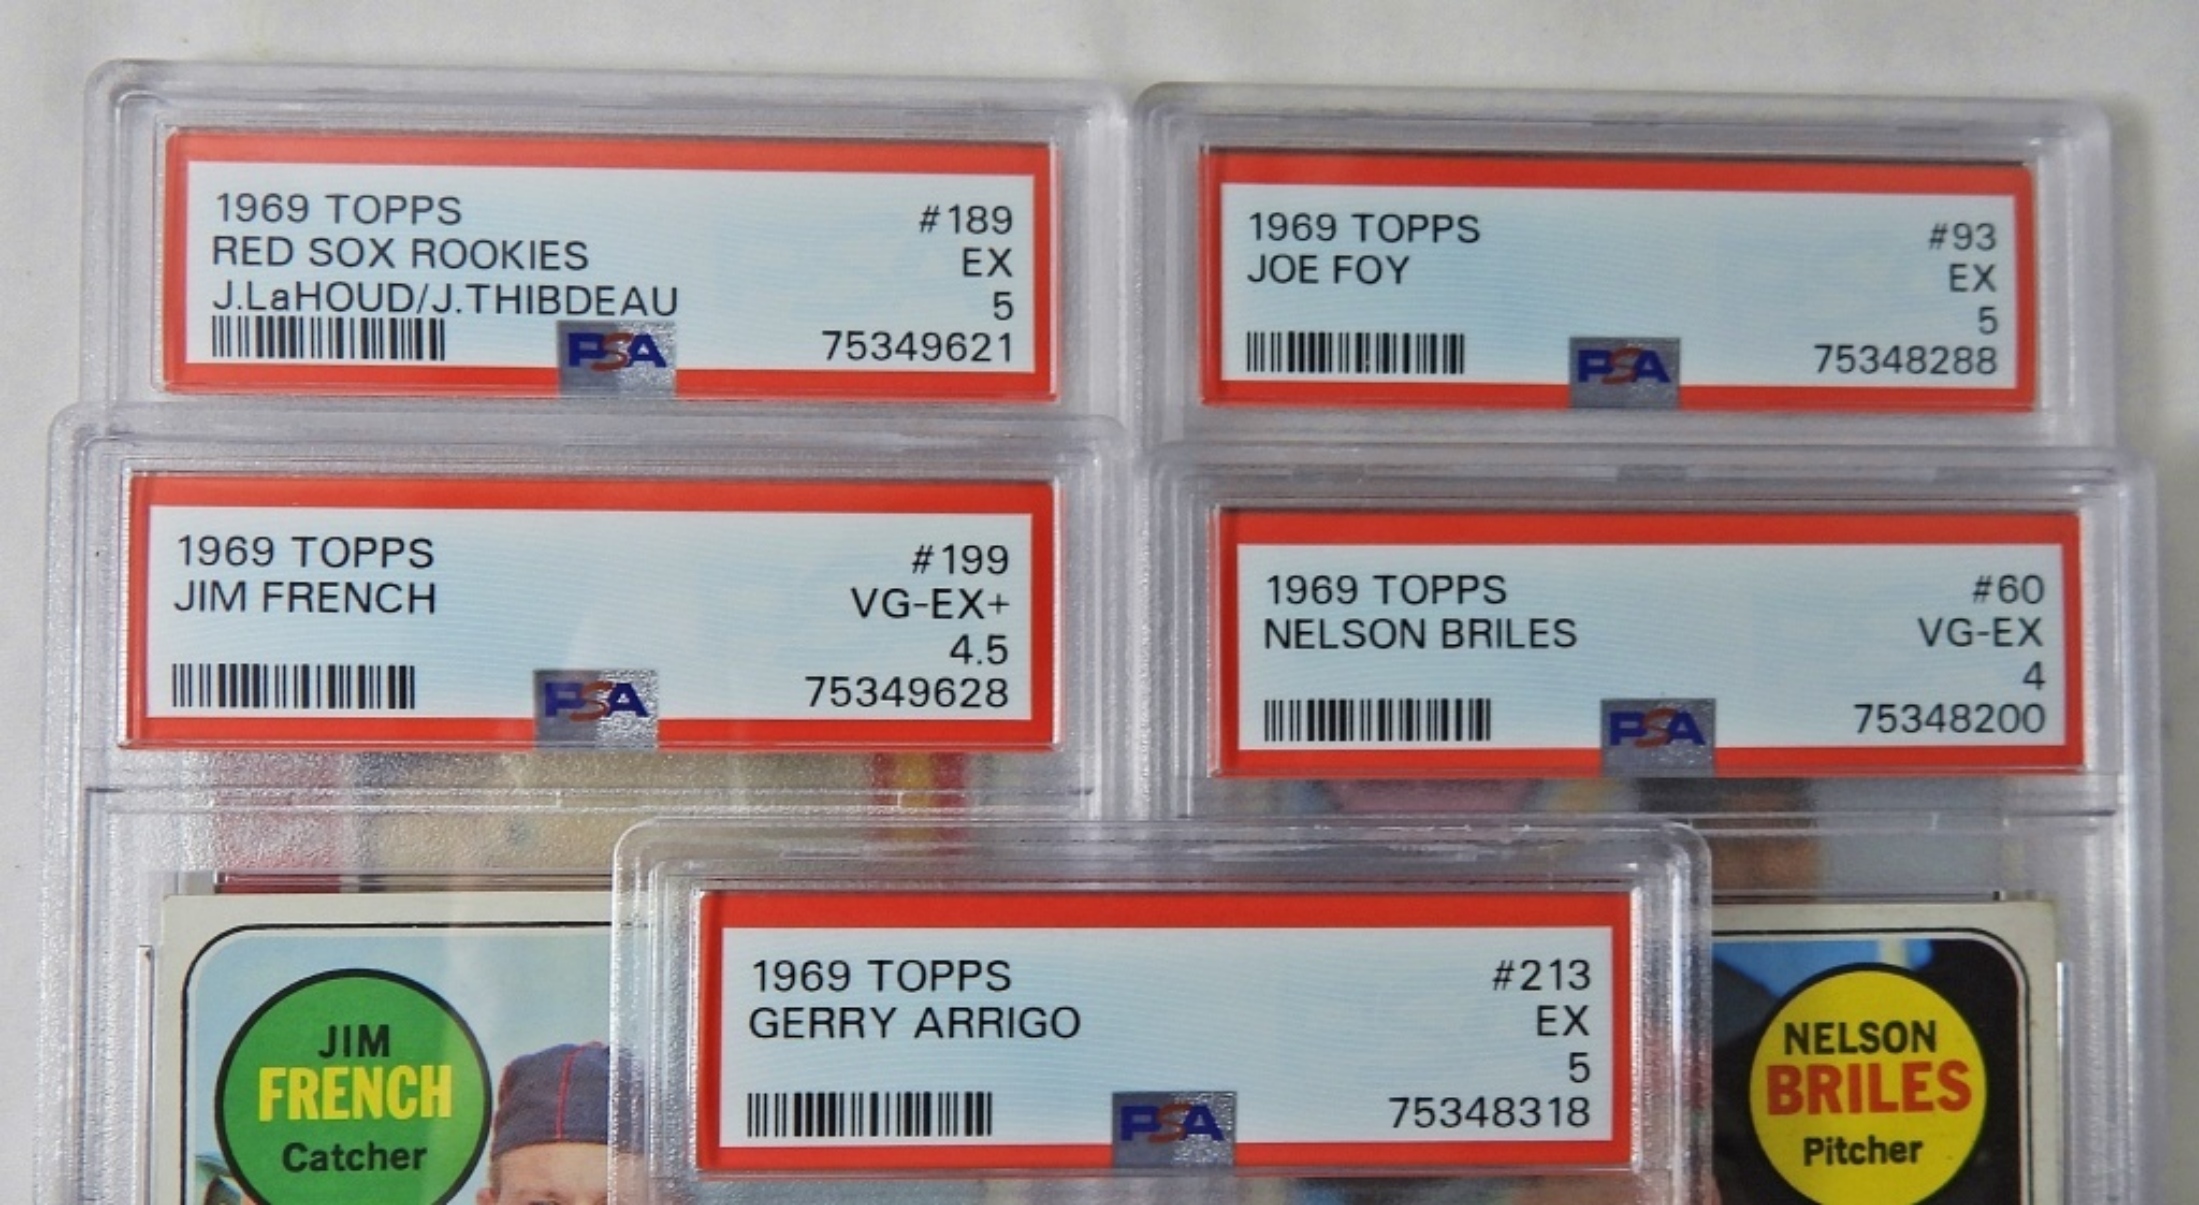 1969 TOPPS #189
RED SOX ROOKIES EX
J.LaHOUD/J.THIBDEAU 5
PSA 75349621
1969 TOPPS #93
JOE FOY EX
5
PSA 75348288
1969 TOPPS #199
JIM FRENCH VG-EX+
4.5
PSA 75349628
1969 TOPPS #60
NELSON BRILES VG-EX
4
PSA 75348200
1969 TOPPS #213
GERRY ARRIGO EX
5
PSA 75348318
JIM
FRENCH
Catcher
NELSON
BRILES
Pitcher